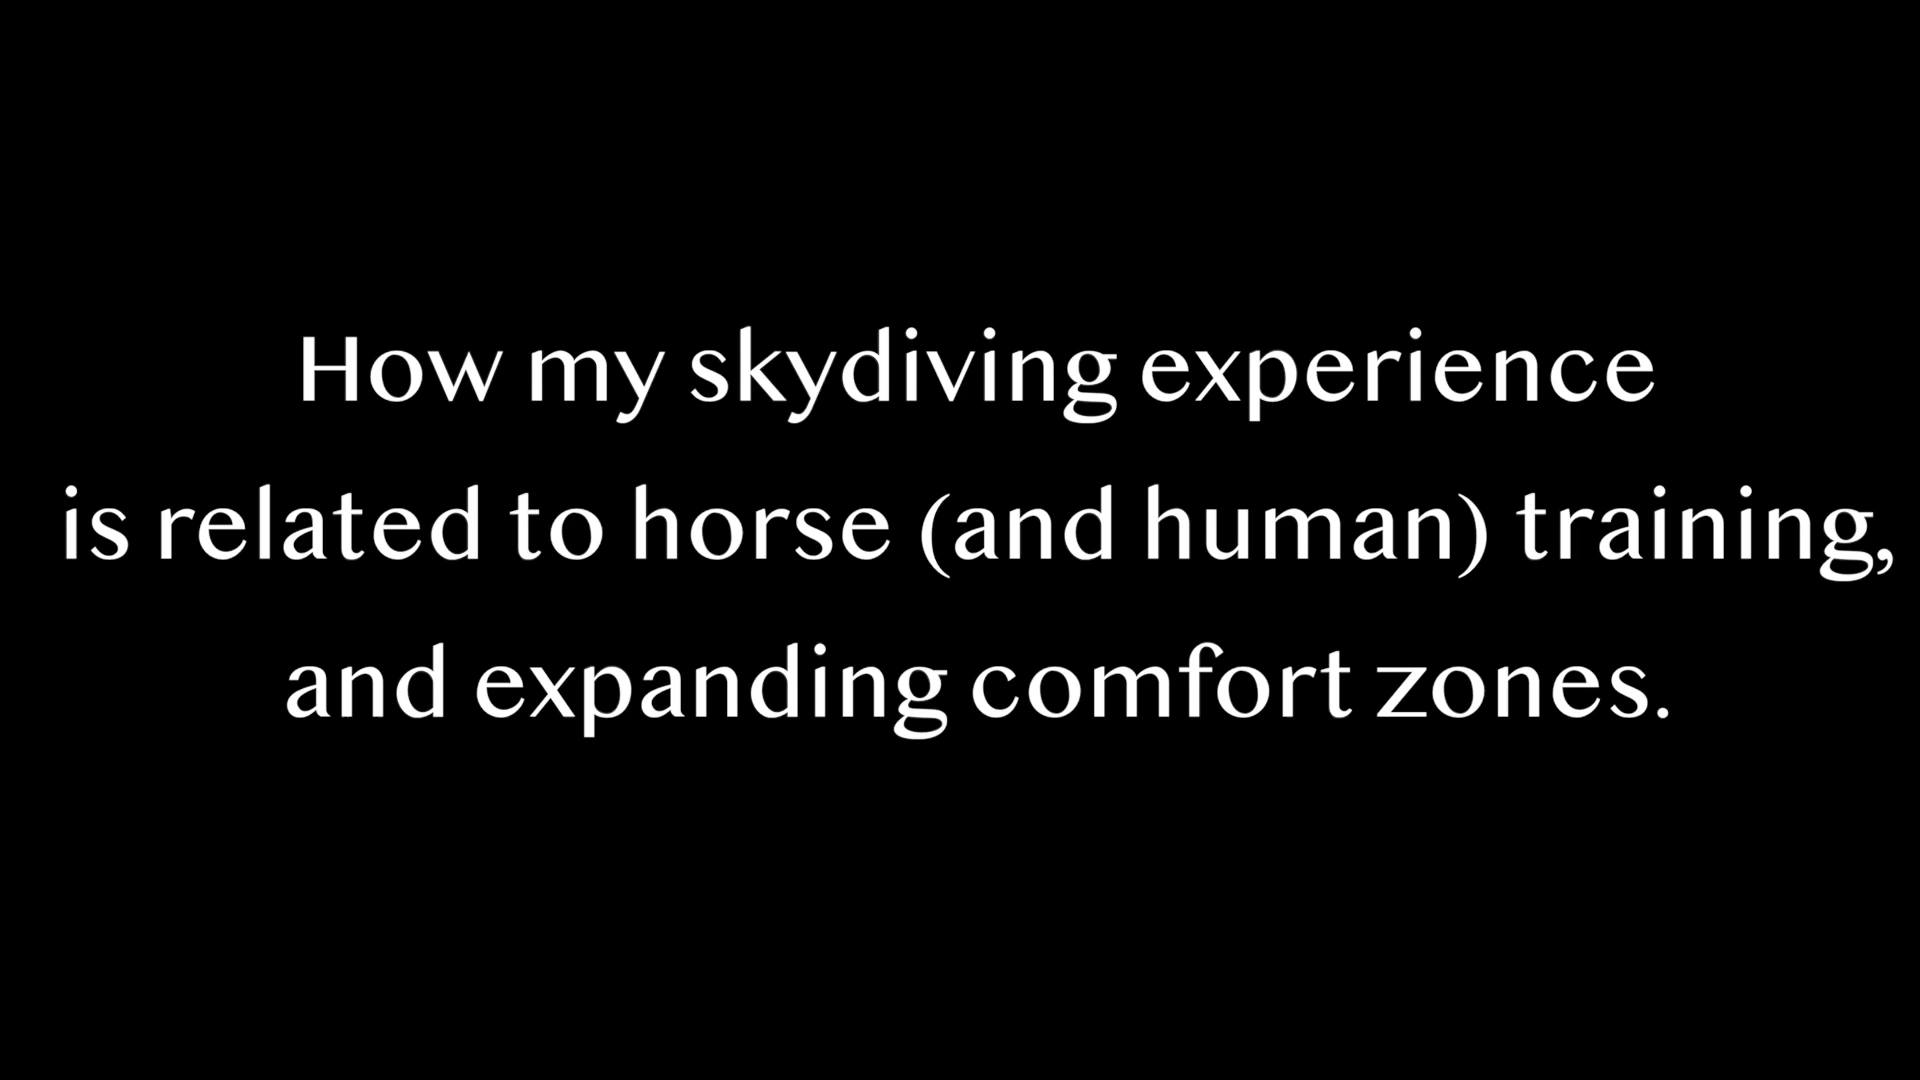 How my skydiving experience
is related to horse (and human) training,
and expanding comfort zones.